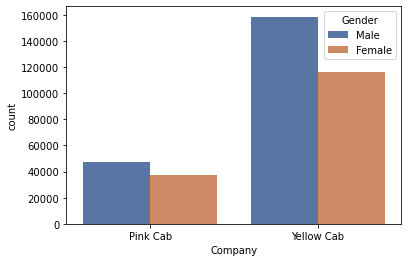 160000
140000
120000
100000
80000
60000
40000
20000
0
count
Gender
Male
Female
Pink Cab
Yellow Cab
Company